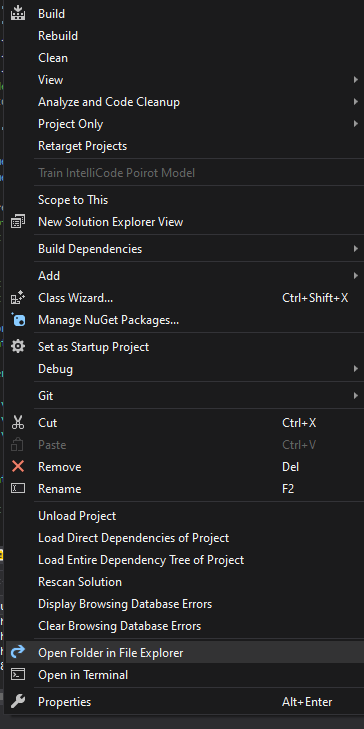 Build
Rebuild
Clean
View
Analyze and Code Cleanup
Project Only
Retarget Projects
Train IntelliCode Poirot Model
Scope to This
New Solution Explorer View
Build Dependencies
Add
Class Wizard... Ctrl+Shift+X
Manage NuGet Packages...
Set as Startup Project
Debug
Git
Cut Ctrl+X
Paste Ctrl+V
Remove Del
Rename F2
Unload Project
Load Direct Dependencies of Project
Load Entire Dependency Tree of Project
Rescan Solution
Display Browsing Database Errors
Clear Browsing Database Errors
Open Folder in File Explorer
Open in Terminal
Properties Alt+Enter